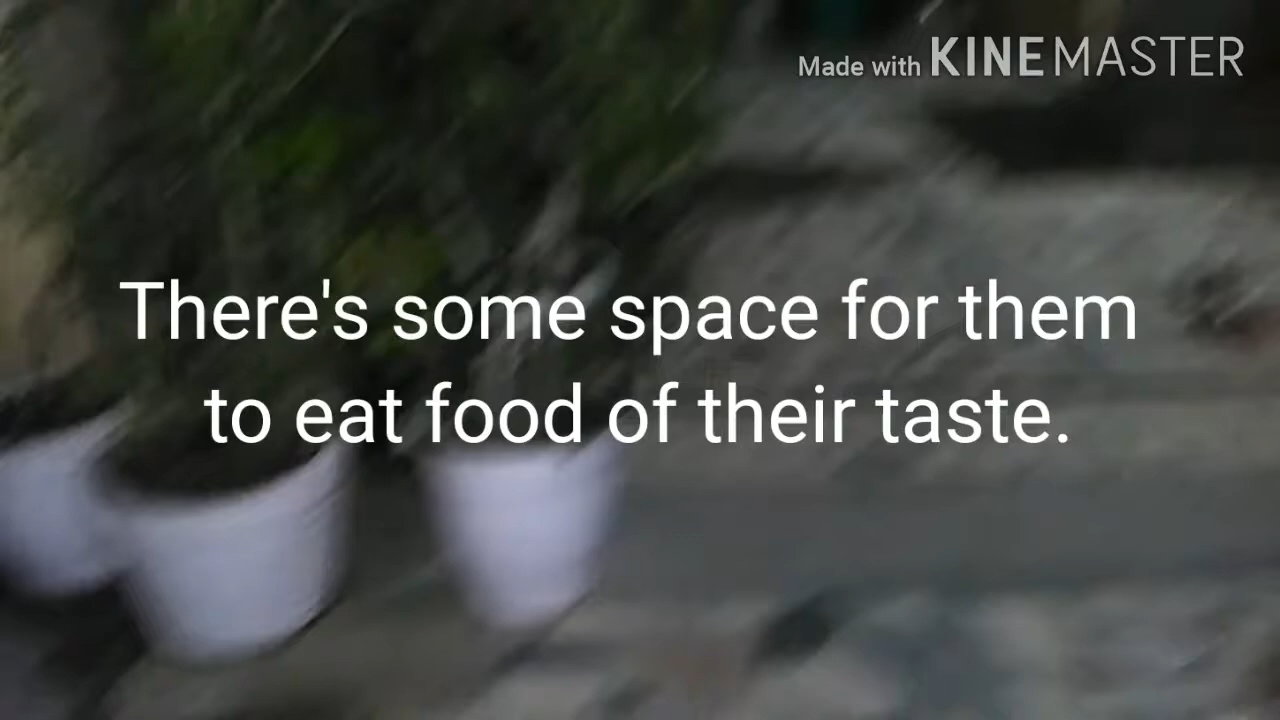 Made with KINEMASTER
There's some space for them
to eat food of their taste.